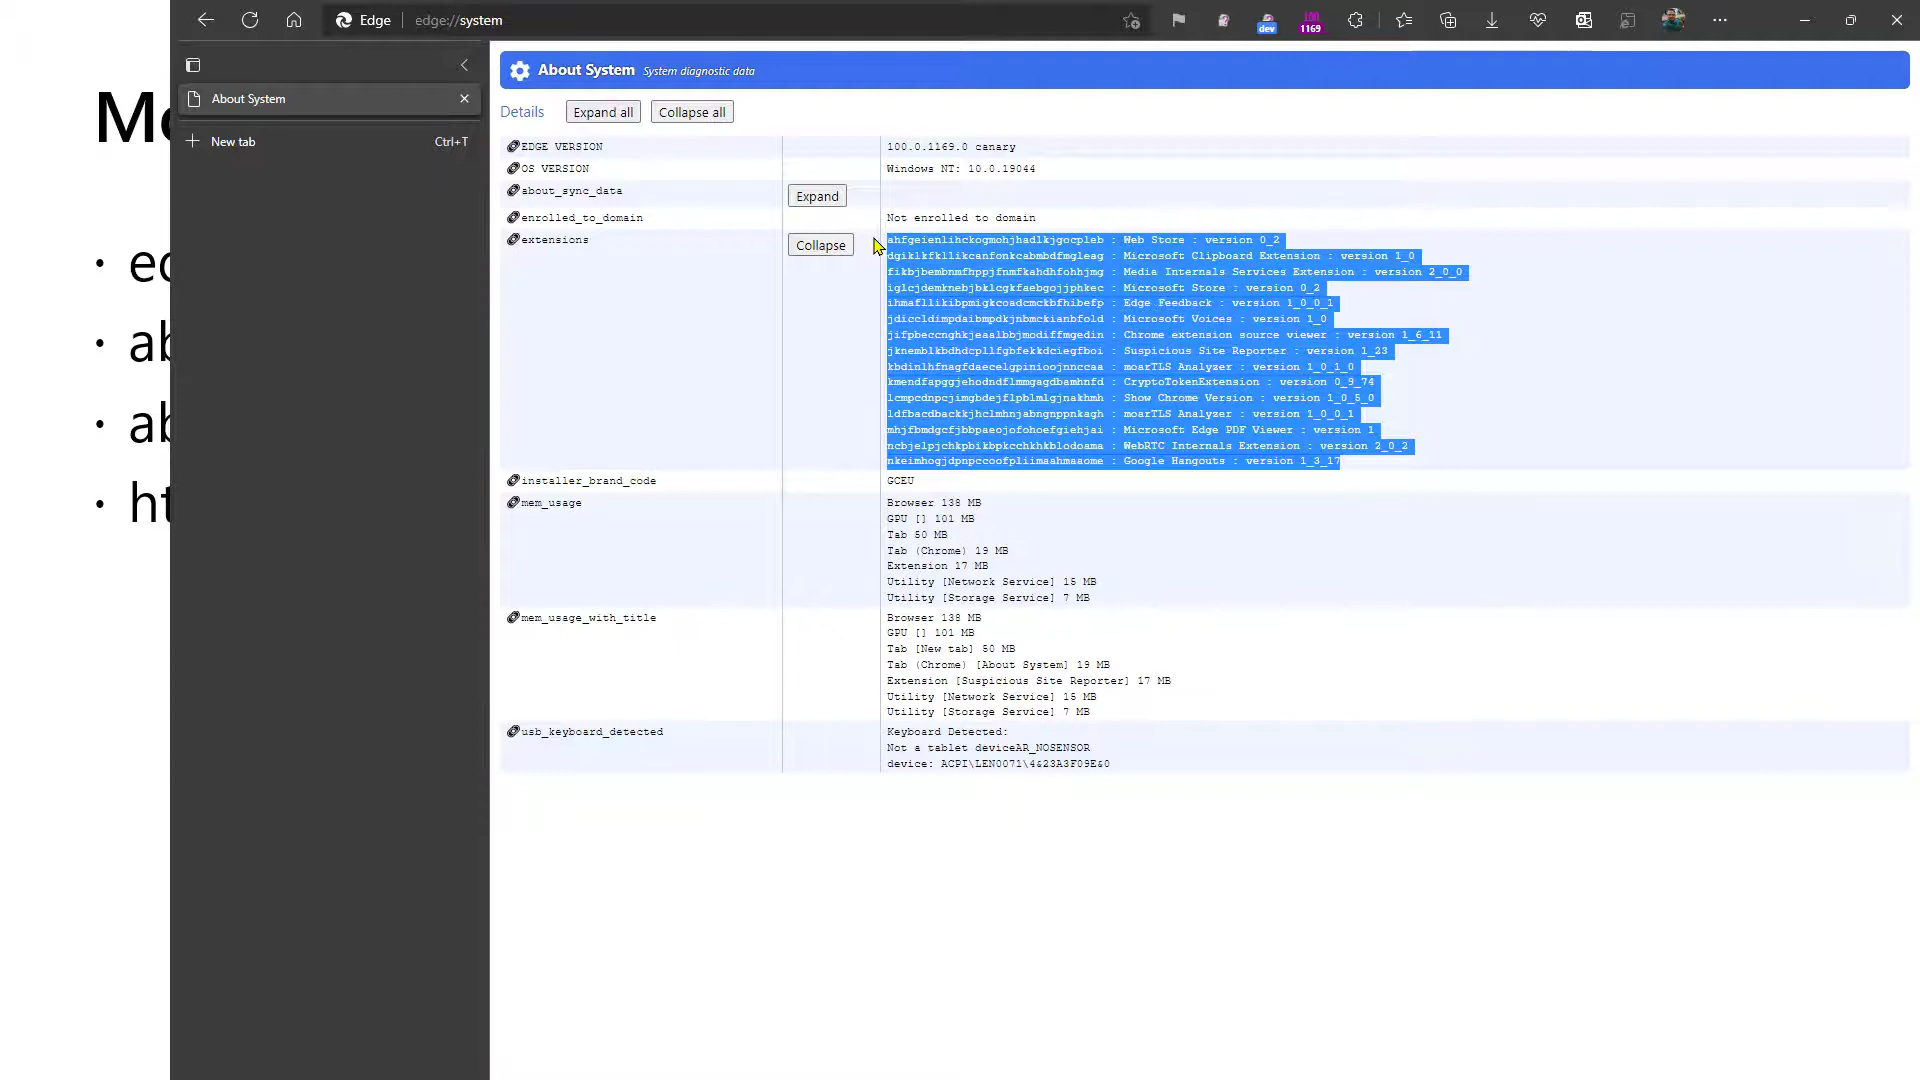 Edge
edge://system
dev
100
1169
About System
New tab
Ctrl+T
About System System diagnostic data
Details
Expand all
Collapse all
EDGE VERSION
100.0.1169.0 canary
OS VERSION
Windows NT: 10.0.19044
about_sync_data
Expand
enrolled_to_domain
Not enrolled to domain
extensions
Collapse
ahfgeienlihckogmohjhadlkjgocpleb : Web Store : version 0_2
dgiklkfkllikcanfonkcabmbdfmgleag : Microsoft Clipboard Extension : version 1_0
fikbjbembnmfhppjfnmfkahdhfohhjmg : Media Internals Services Extension : version 2_0_0
iglcjdemknebjbklcgkfaebgojjphkec : Microsoft Store : version 0_2
ihmafllikibpmigkcoadcmckbfhibefp : Edge Feedback : version 1_0_0_1
jdiccldimpdaibmpdkjnbmckianbfold : Microsoft Voices : version 1_0
jifpbeccnghkjeaalbbjmodiffmgedin : Chrome extension source viewer : version 1_6_11
jknemblkbdhdcpllfgbfekkdciegfboi : Suspicious Site Reporter : version 1_23
kbdinlhfnagfdaecelgpinioojnnccaa : moarTLS Analyzer : version 1_0_1_0
kmendfapggjehodndflmmgagdbamhnfd : CryptoTokenExtension : version 0_9_74
lcmpcdnpcjimgbdejflpblmlgjnakhmh : Show Chrome Version : version 1_0_5_0
ldfbacdbackkjhclmhnjabngnppnkagh : moarTLS Analyzer : version 1_0_0_1
mhjfbmdgcfjbbpaeojofohoefgiehjai : Microsoft Edge PDF Viewer : version 1
ncbjelpjchkpbikbpkcchkhkblodoama : WebRTC Internals Extension : version 2_0_2
nkeimhogjdpnpccoofpliimaahmaaome : Google Hangouts : version 1_3_17
installer_brand_code
GCEU
mem_usage
Browser 138 MB
GPU [] 101 MB
Tab 50 MB
Tab (Chrome) 19 MB
Extension 17 MB
Utility [Network Service] 15 MB
Utility [Storage Service] 7 MB
mem_usage_with_title
Browser 138 MB
GPU [] 101 MB
Tab [New tab] 50 MB
Tab (Chrome) [About System] 19 MB
Extension [Suspicious Site Reporter] 17 MB
Utility [Network Service] 15 MB
Utility [Storage Service] 7 MB
usb_keyboard_detected
Keyboard Detected:
Not a tablet deviceAR_NOSENSOR
device: ACPI\LEN0071\4&23A3F09E&0